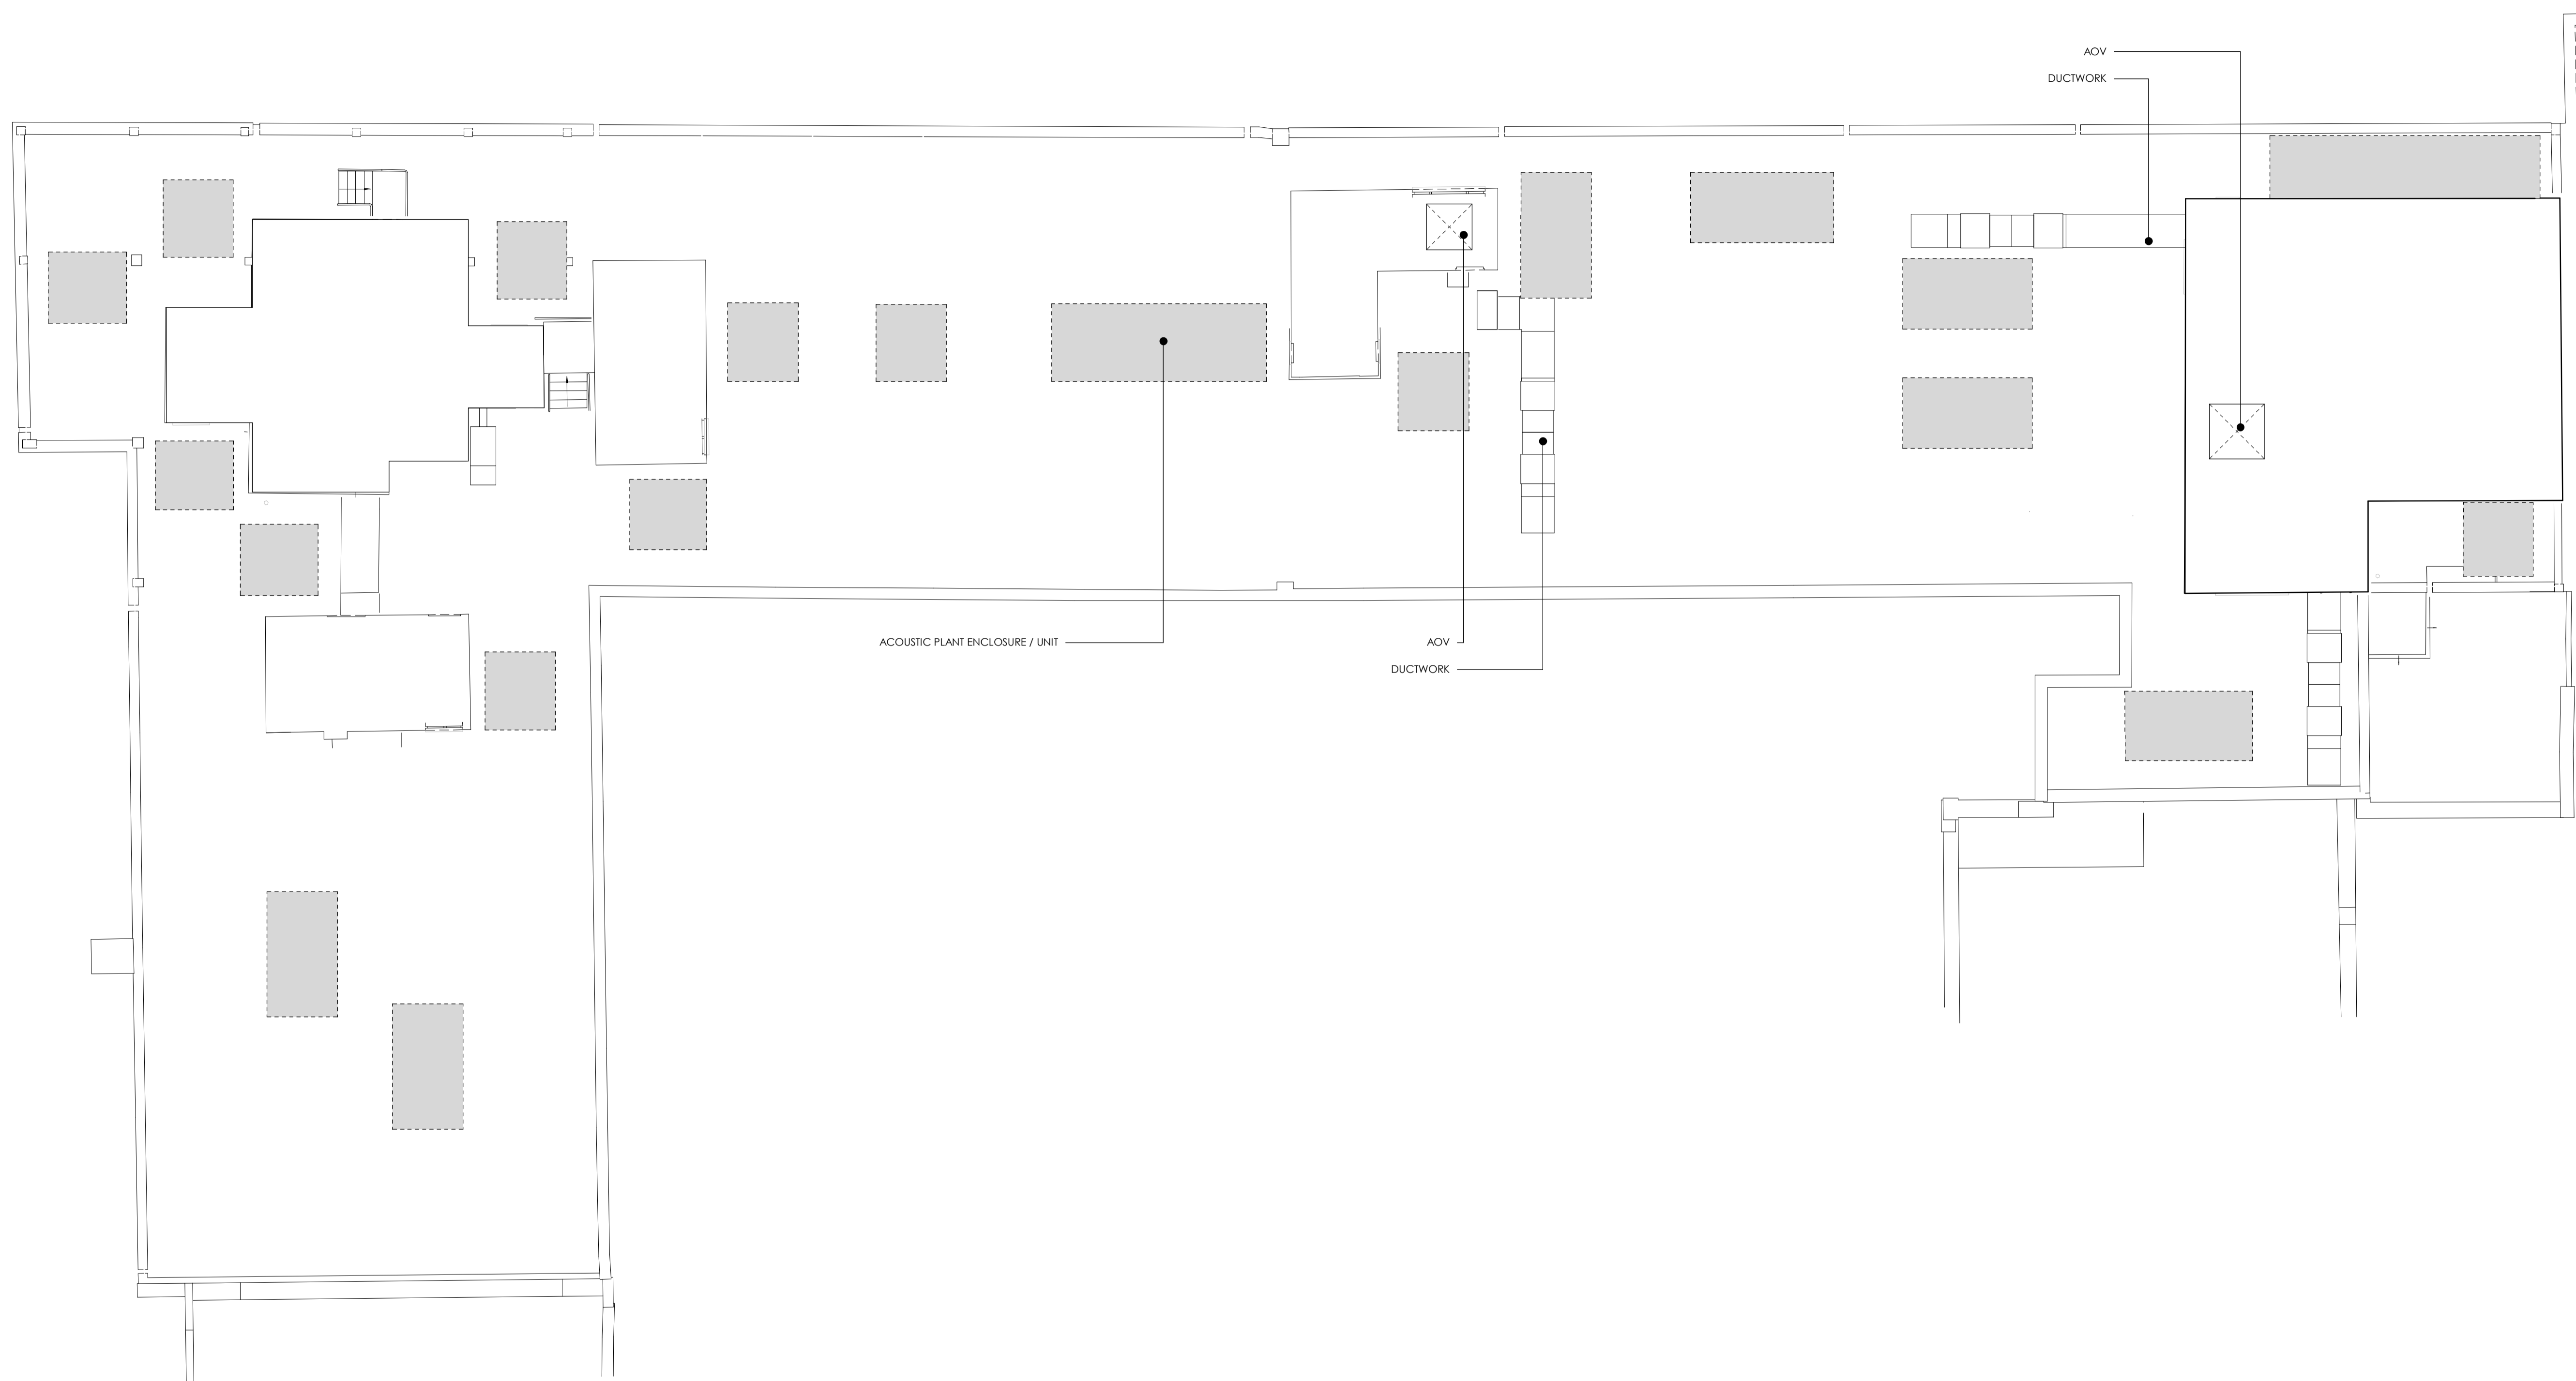 AOV
DUCTWORK
ACOUSTIC PLANT ENCLOSURE / UNIT
AOV
DUCTWORK